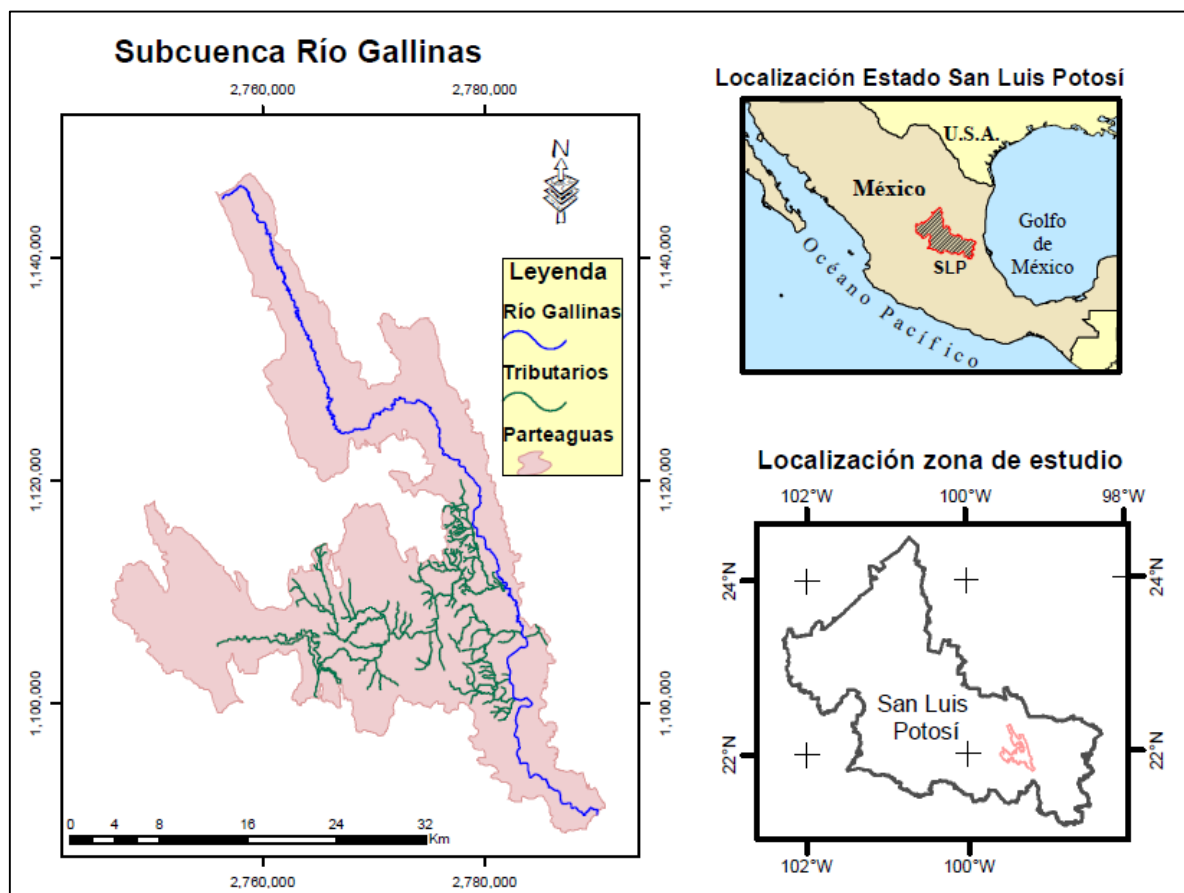 Subcuenca Río Gallinas
2,760,000
2,780,000
N
1,140,000
1,140,000
Leyenda
Río Gallinas
Tributarios
Parteaguas
1,120,000
1,120,000
1,100,000
1,100,000
0 4 8 16 24 32
Km
2,760,000
2,780,000
Localización Estado San Luis Potosí
U.S.A.
México
Golfo
de
México
SLP
Océano Pacífico
Localización zona de estudio
102°W
100°W
98°W
24°N
24°N
San Luis
Potosí
22°N
22°N
102°W
100°W